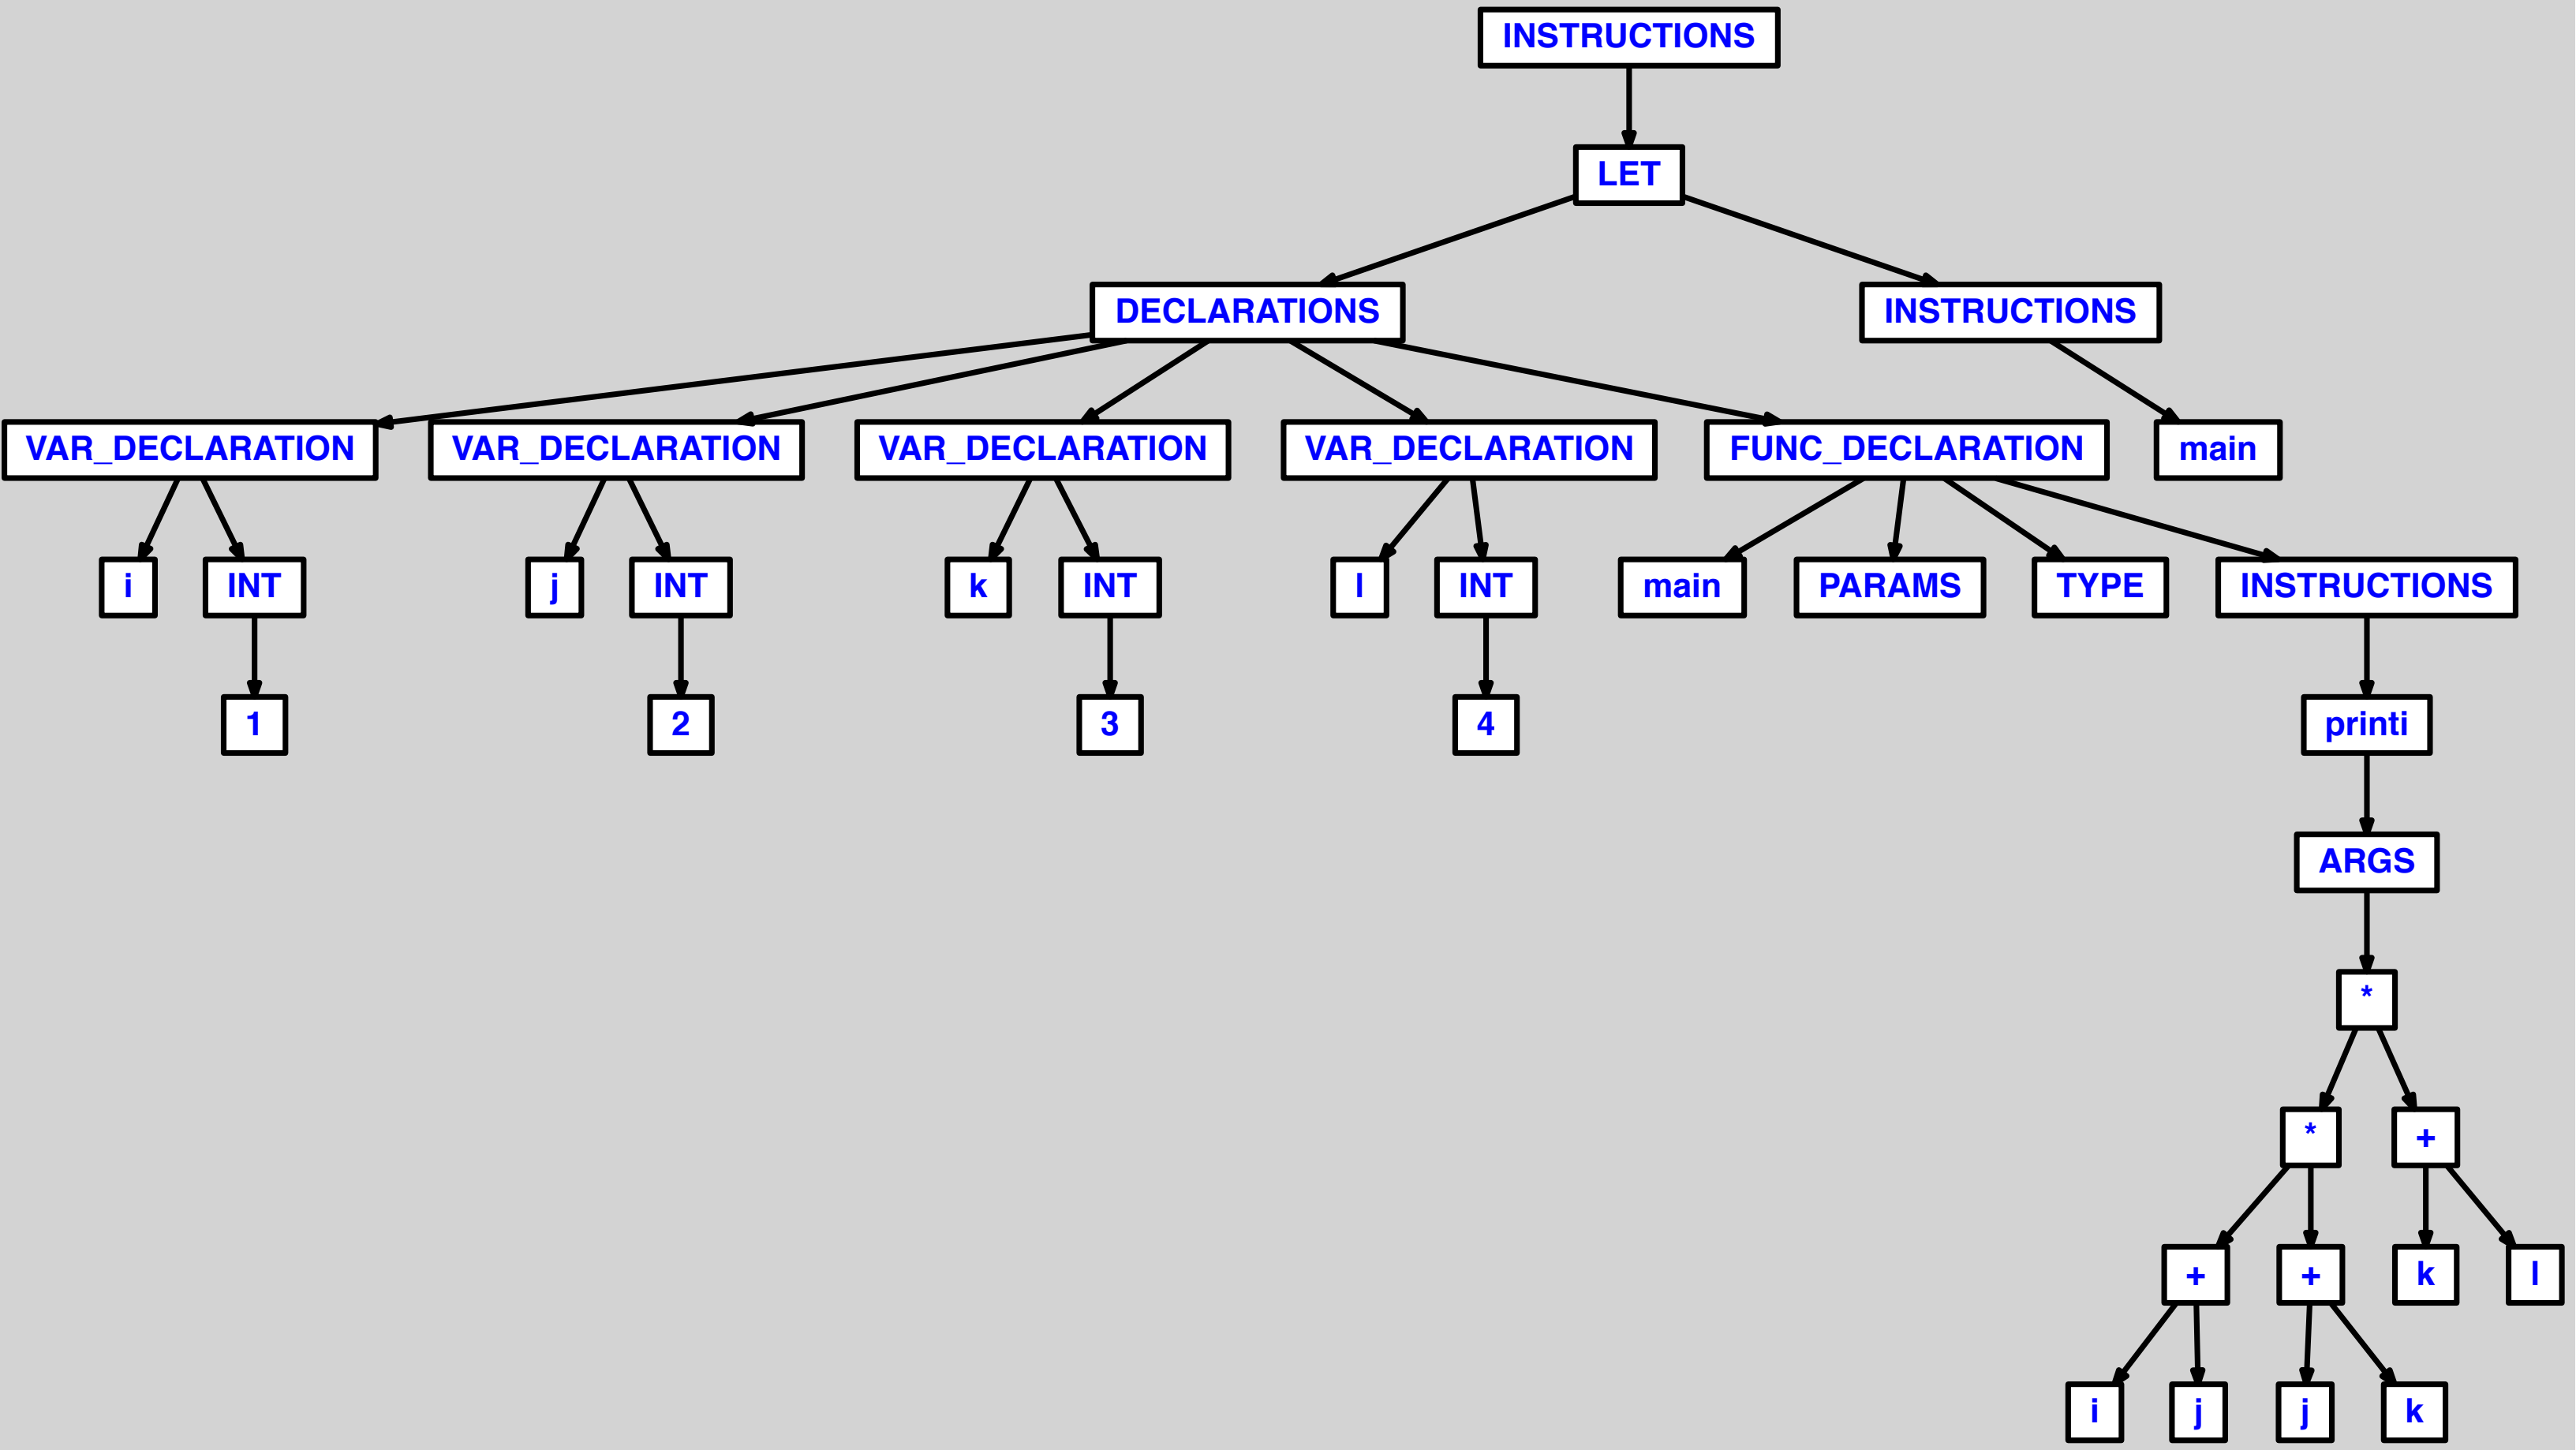 INSTRUCTIONS
LET
DECLARATIONS INSTRUCTIONS
VAR_DECLARATION VAR_DECLARATION VAR_DECLARATION VAR_DECLARATION FUNC_DECLARATION main
i INT j INT k INT l INT main PARAMS TYPE INSTRUCTIONS
1 2 3 4 printi
ARGS
*
* +
+ + k l
i j j k